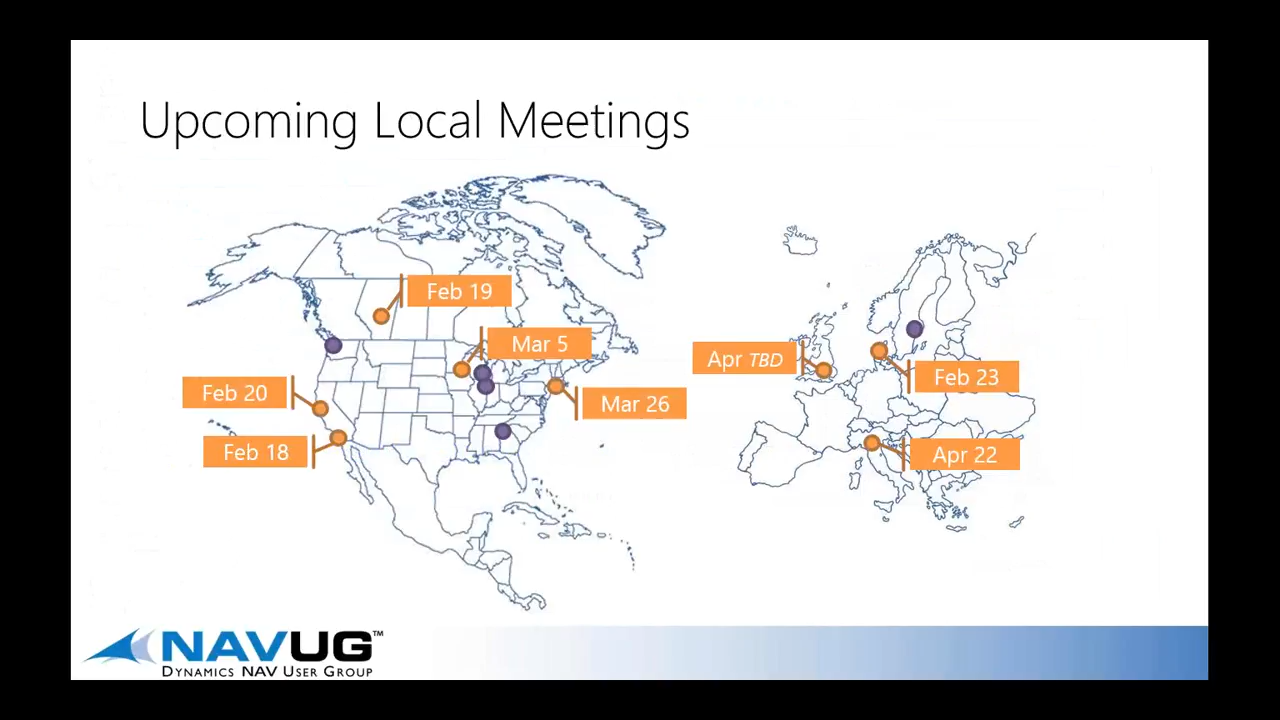 Upcoming Local Meetings
Feb 19
Mar 5
Feb 20
Mar 26
Feb 18
Apr TBD
Feb 23
Apr 22
NAVUG™
DYNAMICS NAV USER GROUP